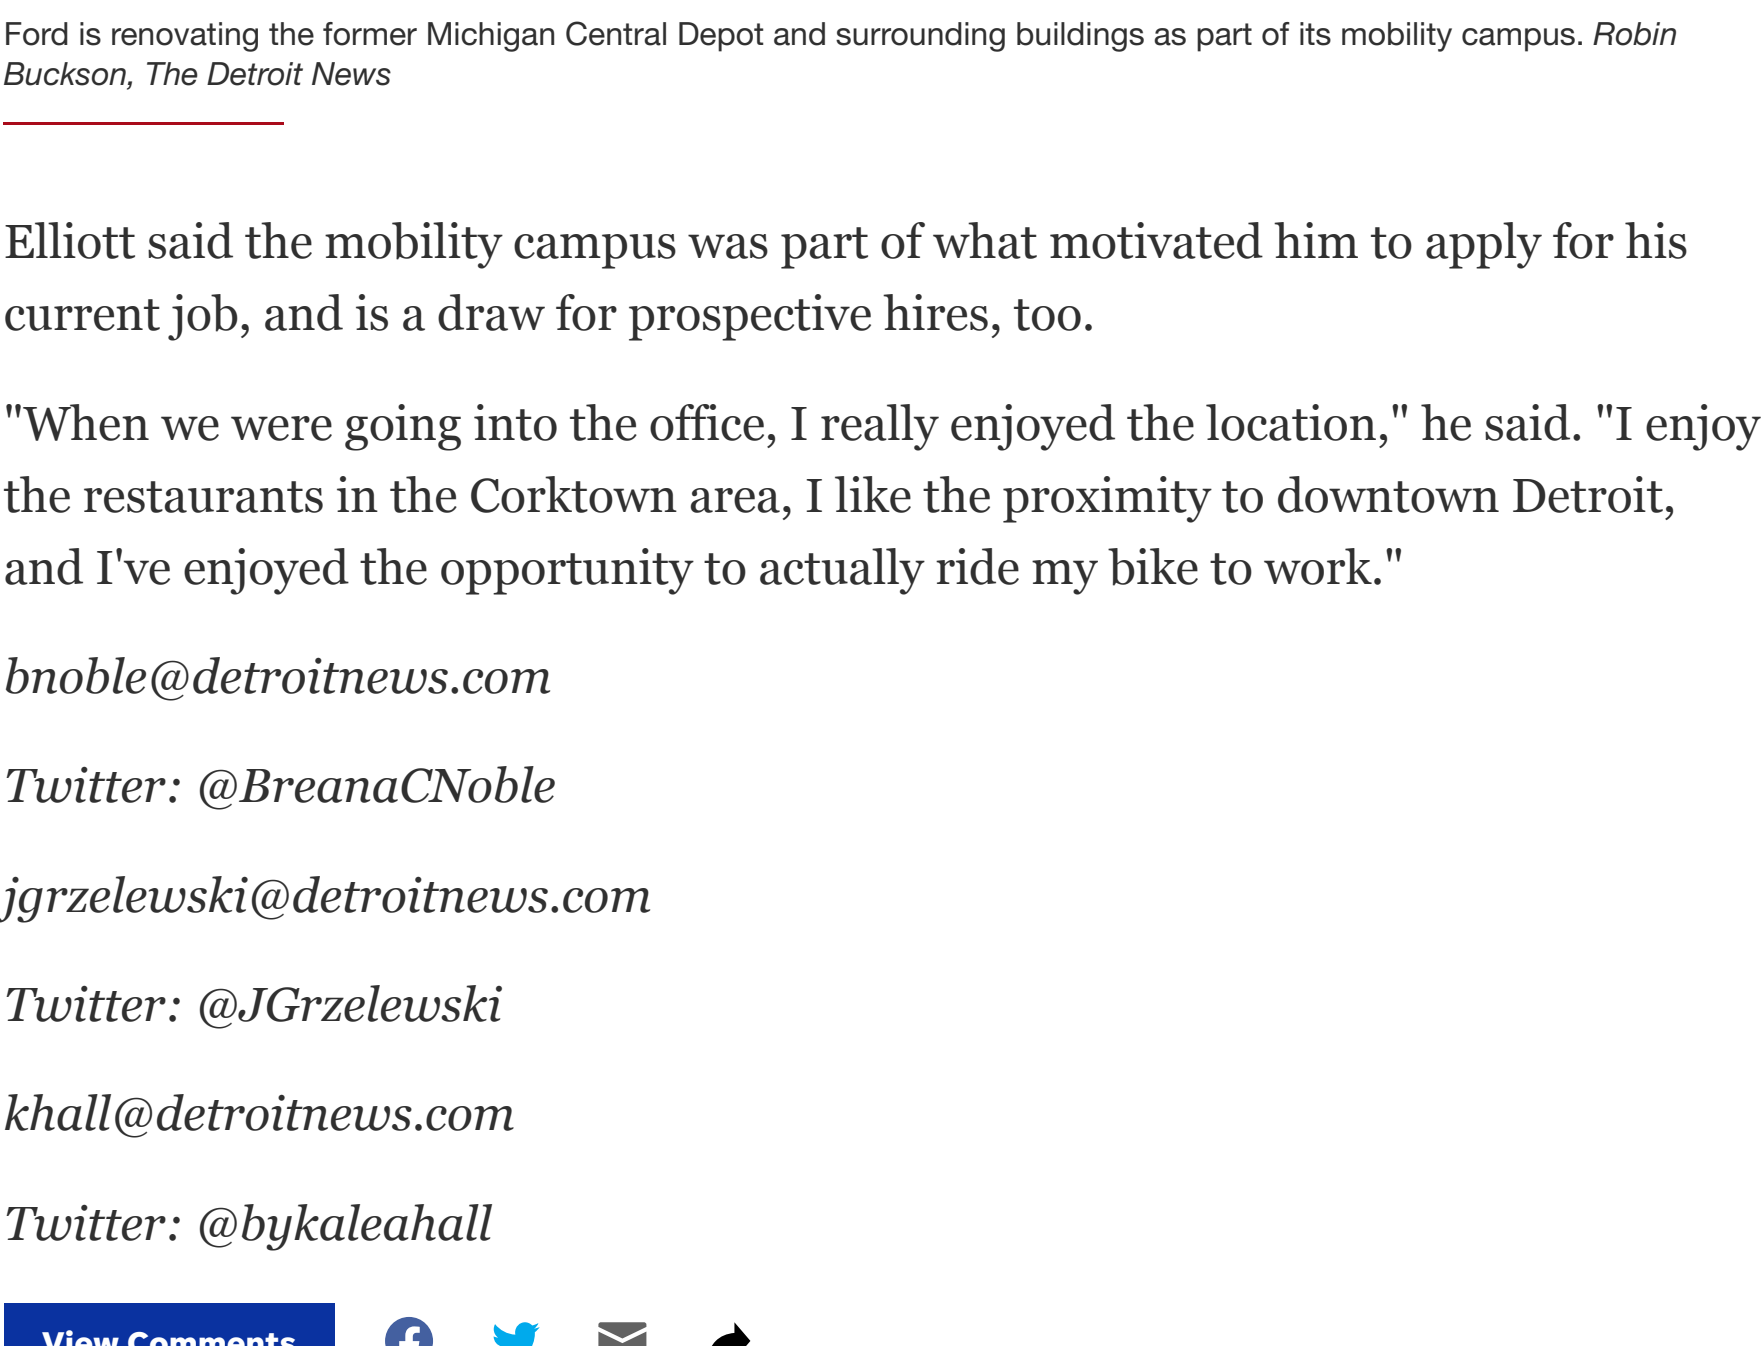 Ford is renovating the former Michigan Central Depot and surrounding buildings as part of its mobility campus. Robin
Buckson, The Detroit News
Elliott said the mobility campus was part of what motivated him to apply for his
current job, and is a draw for prospective hires, too.
"When we were going into the office, I really enjoyed the location," he said. "I enjoy
the restaurants in the Corktown area, I like the proximity to downtown Detroit,
and I've enjoyed the opportunity to actually ride my bike to work."
bnoble@detroitnews.com
Twitter: @BreanaCNoble
jgrzelewski@detroitnews.com
Twitter: @JGrzelewski
khall@detroitnews.com
Twitter: @bykaleahall
View Comments